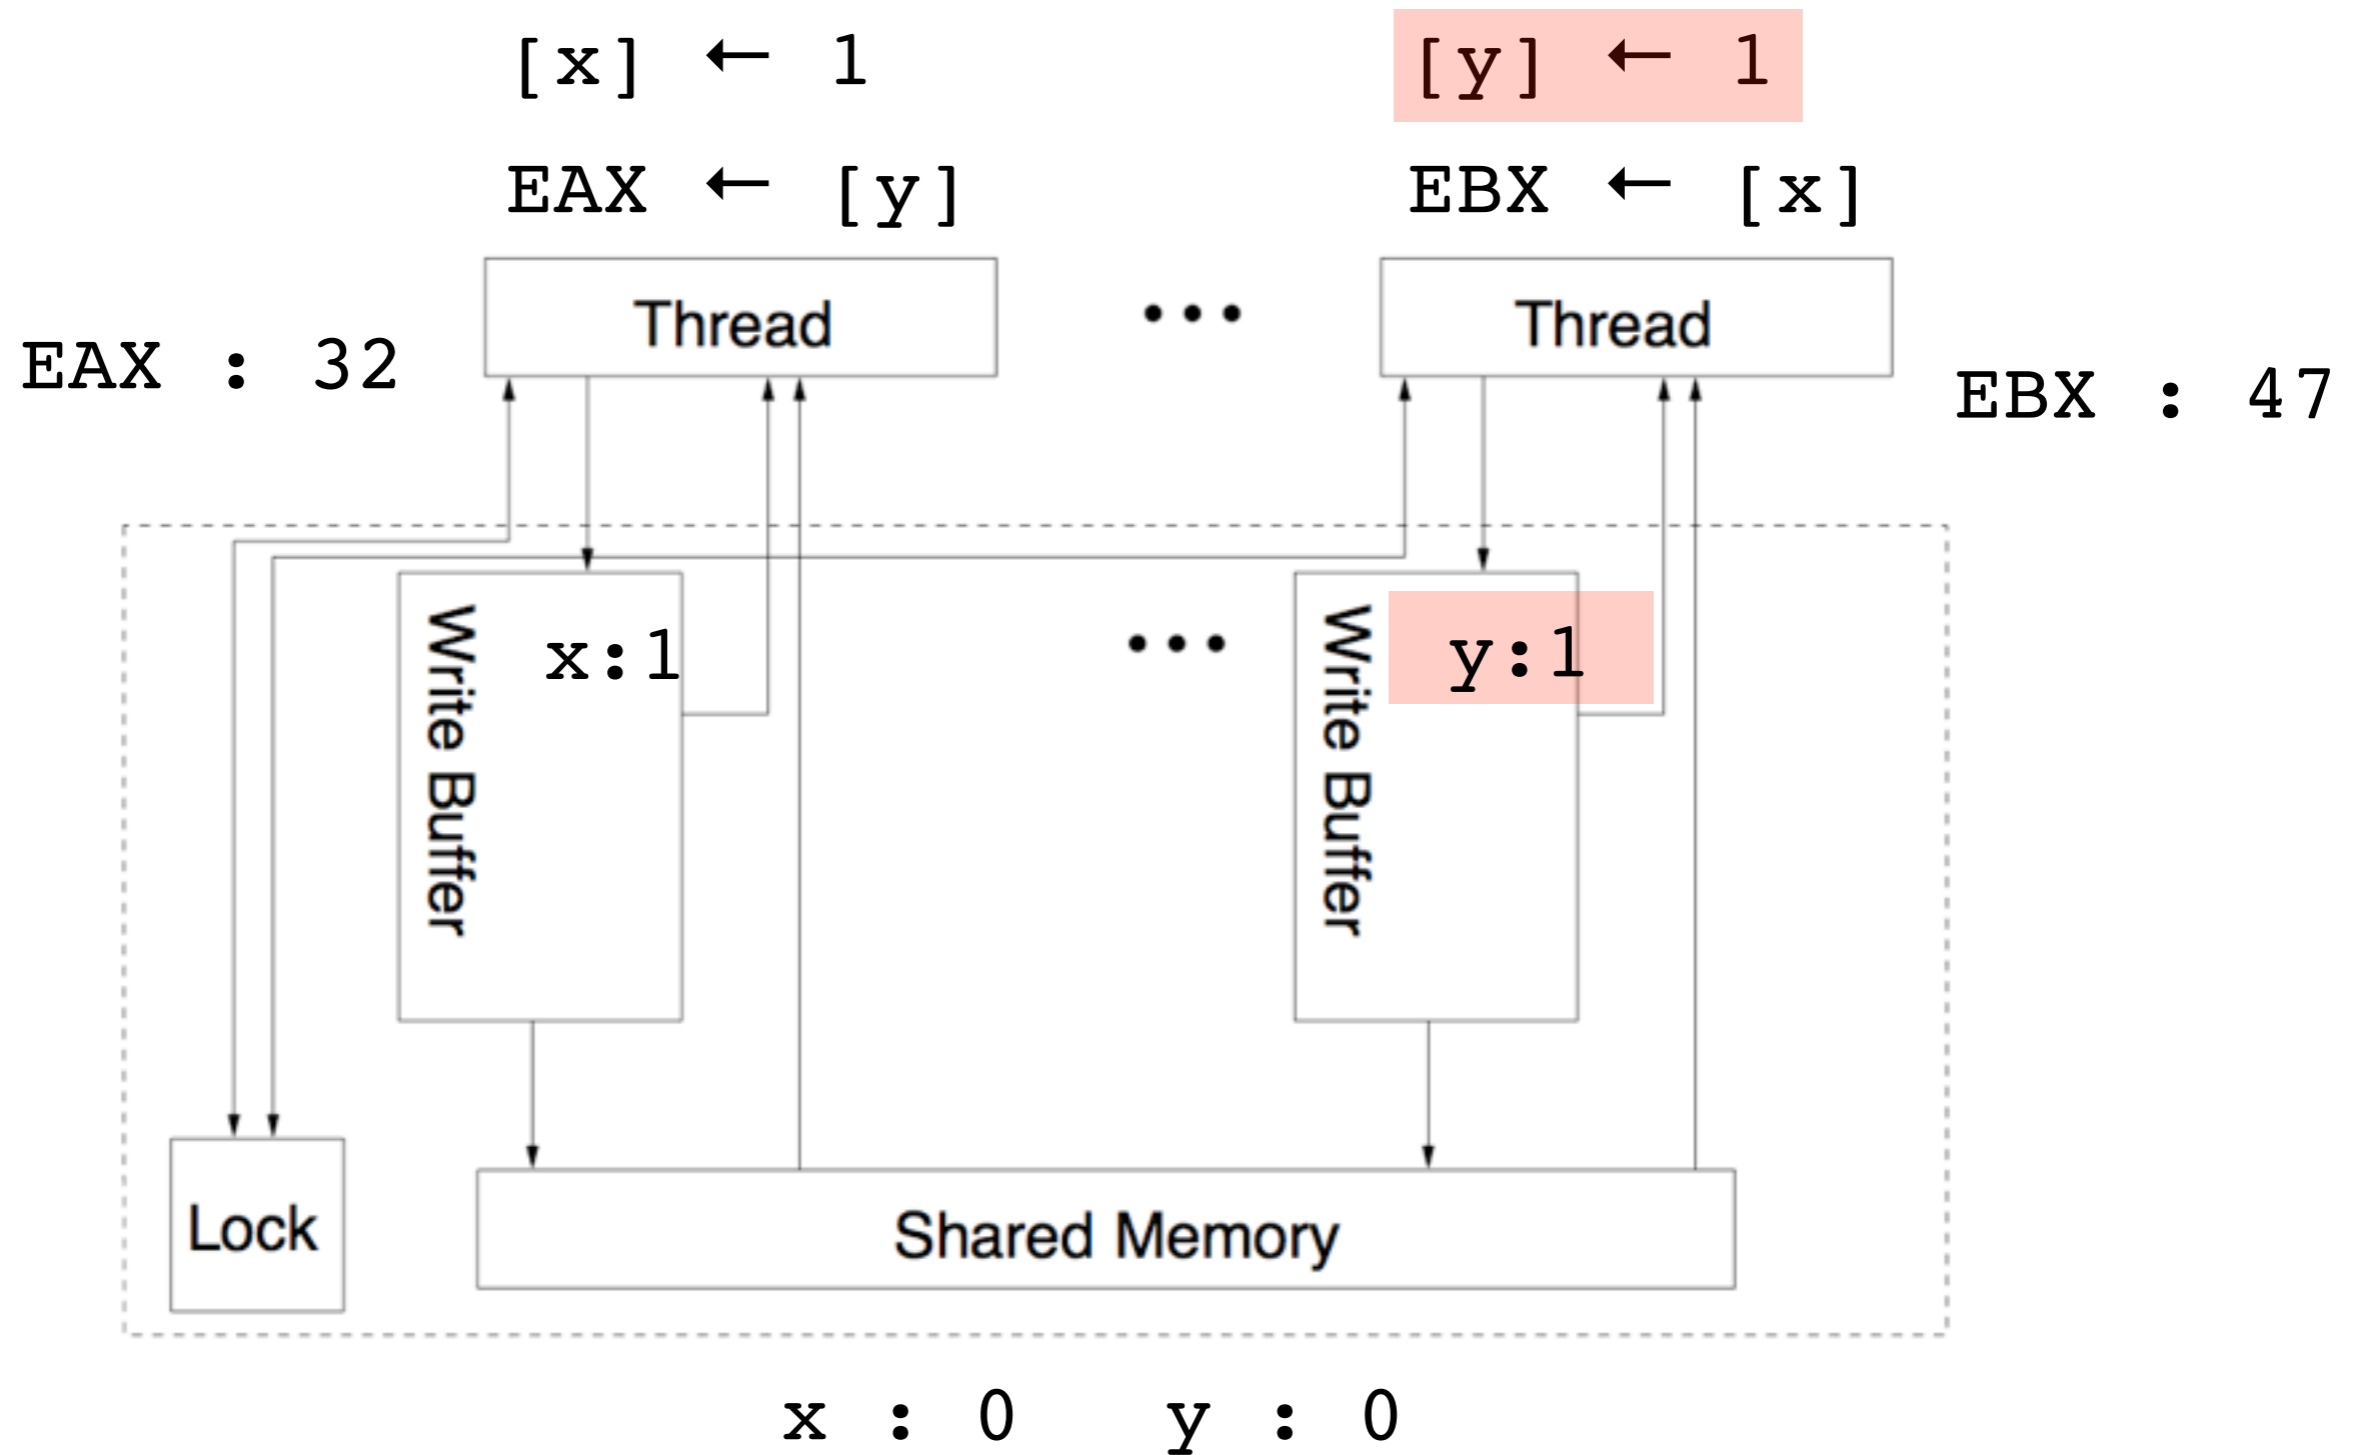 [x] ← 1
[y] ← 1
EAX ← [y]
EBX ← [x]
Thread
• • •
Thread
EAX : 32
EBX : 47
Write Buffer
x:1
• • •
Write Buffer
y:1
Lock
Shared Memory
x : 0 y : 0